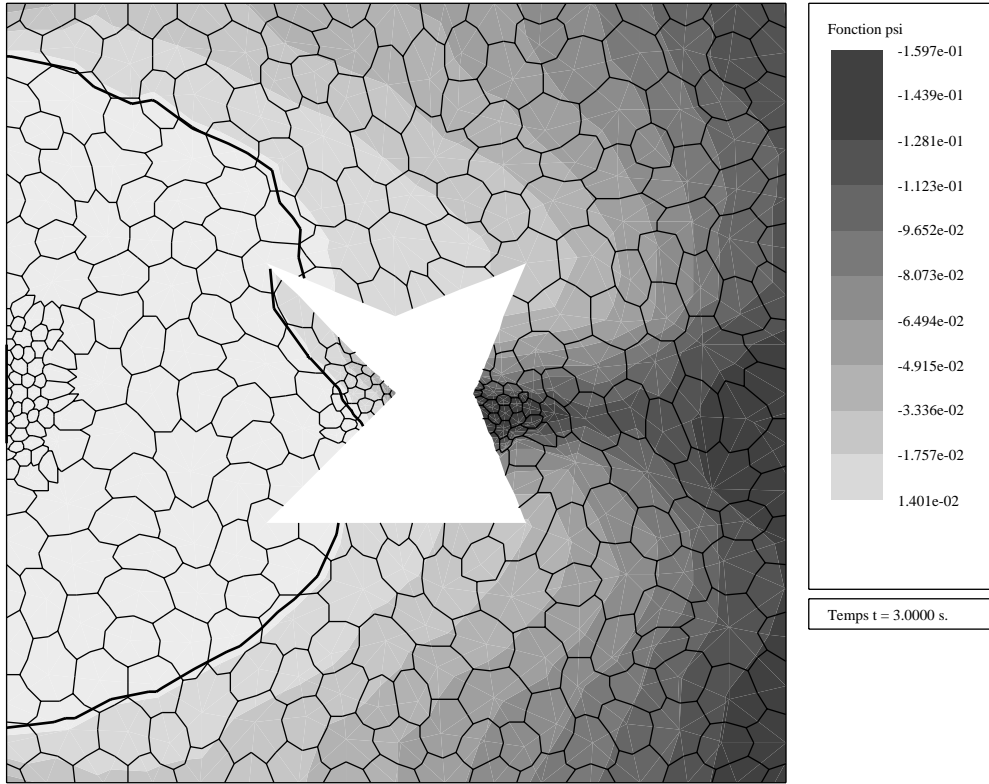 Fonction psi
-1.597e-01
-1.439e-01
-1.281e-01
-1.123e-01
-9.652e-02
-8.073e-02
-6.494e-02
-4.915e-02
-3.336e-02
-1.757e-02
1.401e-02
Temps t = 3.0000 s.